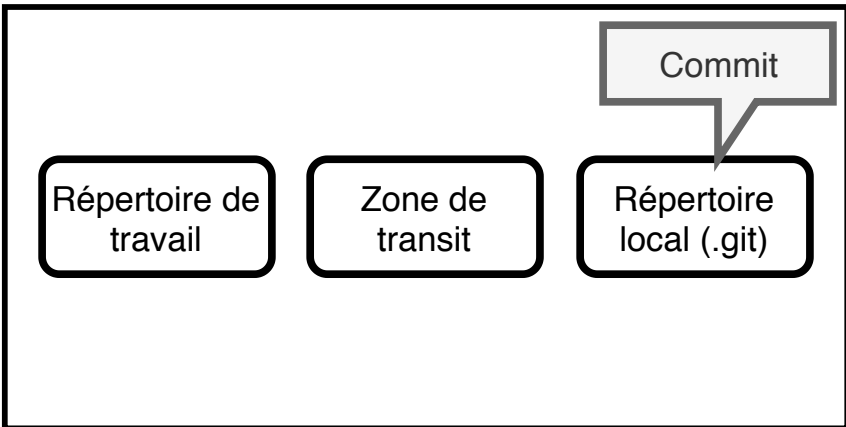 Commit
Répertoire de
travail
Zone de
transit
Répertoire
local (.git)